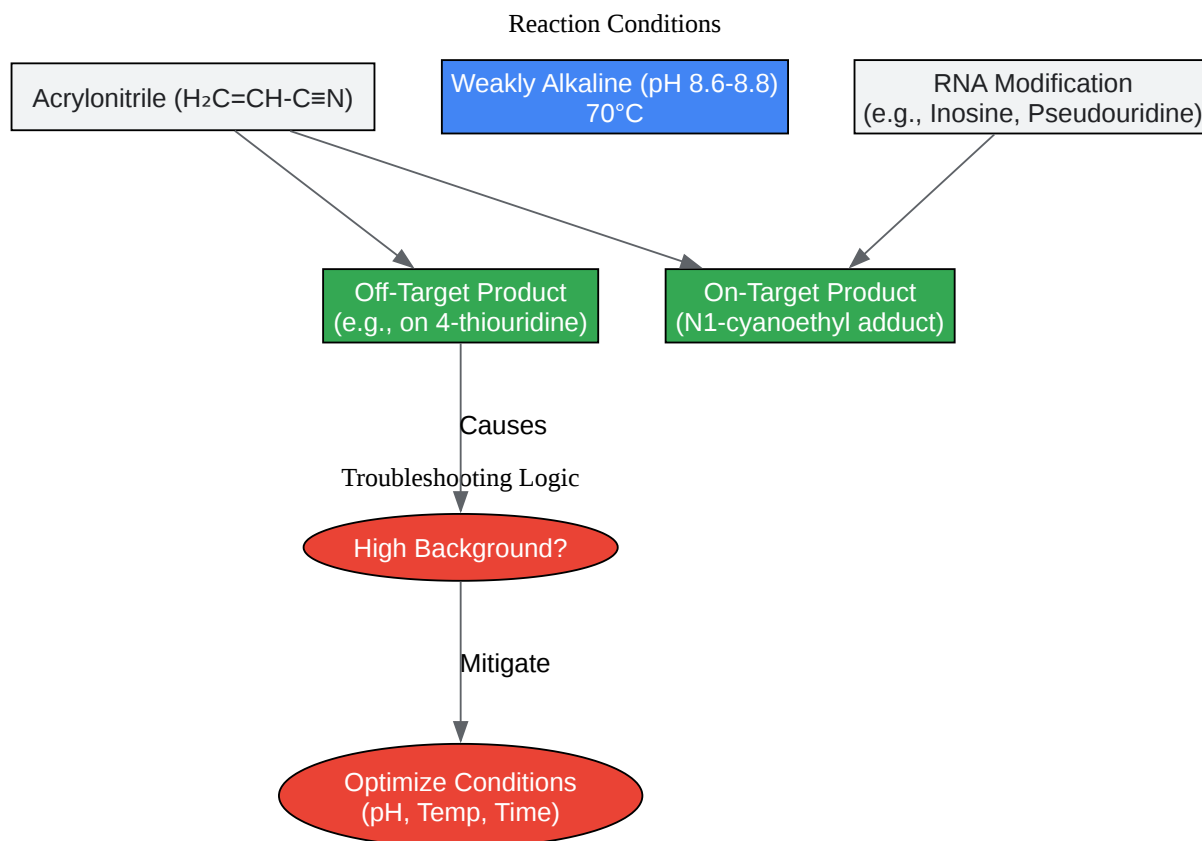 Reaction Conditions
Acrylonitrile (H₂C=CH-C≡N)
Weakly Alkaline (pH 8.6-8.8)
70°C
RNA Modification
(e.g., Inosine, Pseudouridine)
Off-Target Product
(e.g., on 4-thiouridine)
On-Target Product
(N1-cyanoethyl adduct)
Causes
Troubleshooting Logic
High Background?
Mitigate
Optimize Conditions
(pH, Temp, Time)